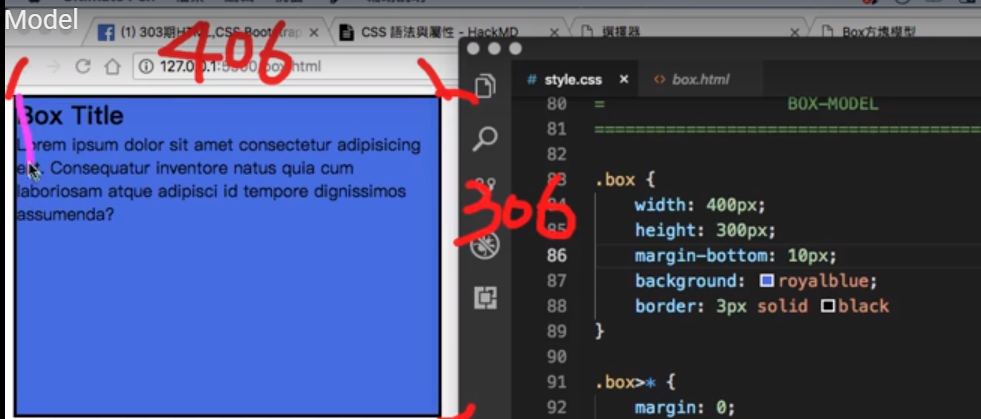 Model
(1) 303期HTML,CSS Bootstrap
CSS 語法與屬性 - HackMD
選擇器
Box方塊模型
406
127.0.0.1:5500/box.html
Box Title
Lorem ipsum dolor sit amet consectetur adipisicing
elit. Consequatur inventore natus quia cum
laboriosam atque adipisci id tempore dignissimos
assumenda?
306
# style.css ×
<> box.html
80 = BOX-MODEL
81 =====================================
82
83 .box {
84 width: 400px;
85 height: 300px;
86 margin-bottom: 10px;
87 background: royalblue;
88 border: 3px solid black
89 }
90
91 .box>* {
92 margin: 0;